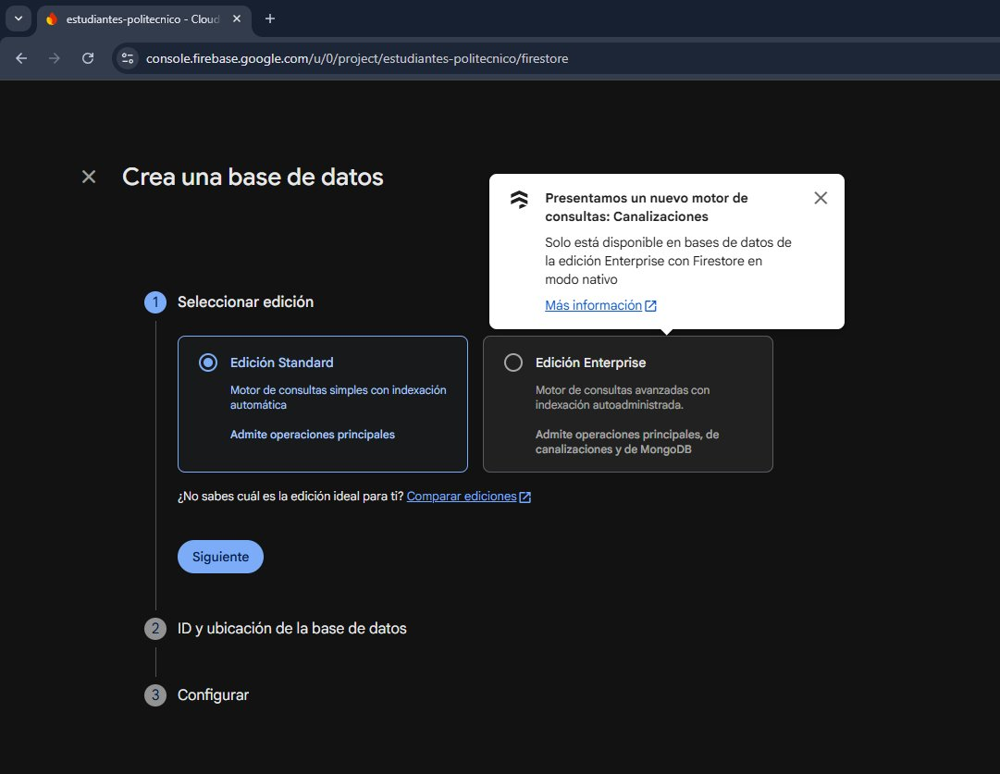 estudiantes-politecnico - Cloud
console.firebase.google.com/u/0/project/estudiantes-politecnico/firestore
Crea una base de datos
Presentamos un nuevo motor de
consultas: Canalizaciones
Solo está disponible en bases de datos de
la edición Enterprise con Firestore en
modo nativo
Más información
1 Seleccionar edición
Edición Standard
Motor de consultas simples con indexación
automática
Admite operaciones principales
Edición Enterprise
Motor de consultas avanzadas con
indexación autoadministrada.
Admite operaciones principales, de
canalizaciones y de MongoDB
¿No sabes cuál es la edición ideal para ti? Comparar ediciones
Siguiente
2 ID y ubicación de la base de datos
3 Configurar